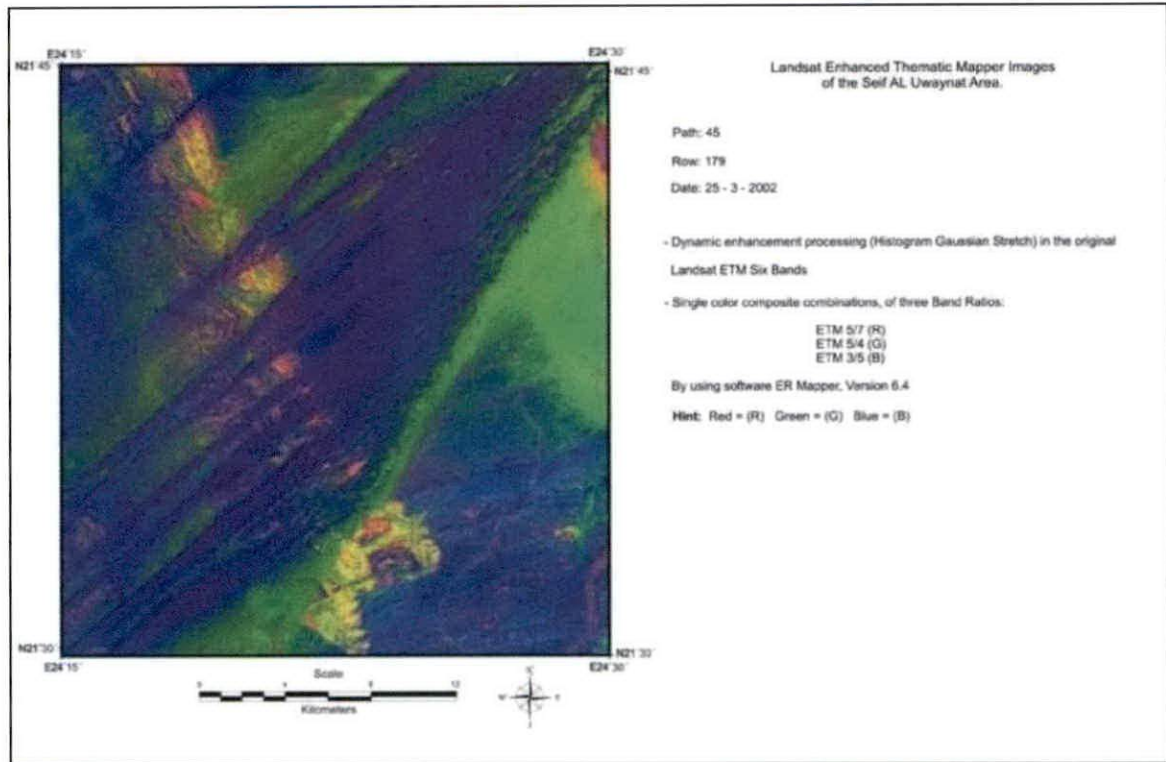 E24°15´
E24°30´
N21°45´
N21°45´
N21°30´
N21°30´
E24°15´
E24°30´
Scale
0 4 8 12
Kilometers
Landsat Enhanced Thematic Mapper Images
of the Seif AL Uwaynat Area.
Path: 45
Row: 179
Date: 25 - 3 - 2002
- Dynamic enhancement processing (Histogram Gaussian Stretch) in the original
Landsat ETM Six Bands
- Single color composite combinations, of three Band Ratios:
ETM 5/7 (R)
ETM 5/4 (G)
ETM 3/5 (B)
By using software ER Mapper, Version 6.4
Hint: Red = (R) Green = (G) Blue = (B)